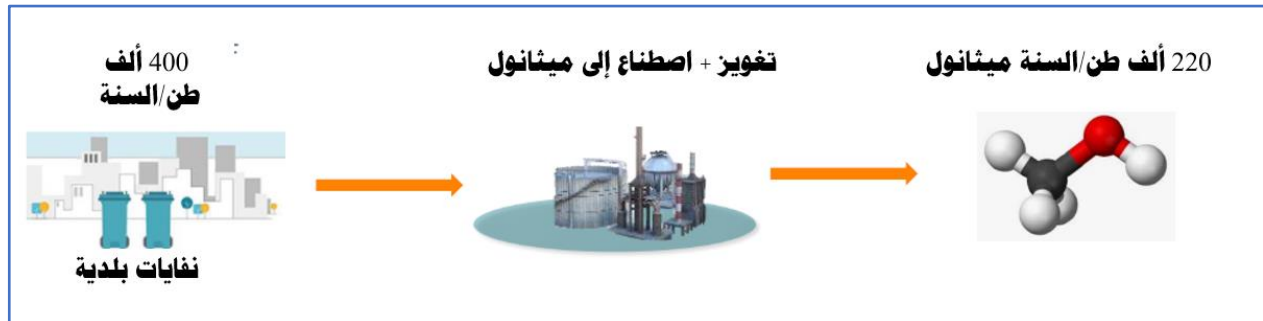 400 ألف
طن/السنة
نفايات بلدية
تغويز + اصطناع إلى ميثانول
220 ألف طن/السنة ميثانول